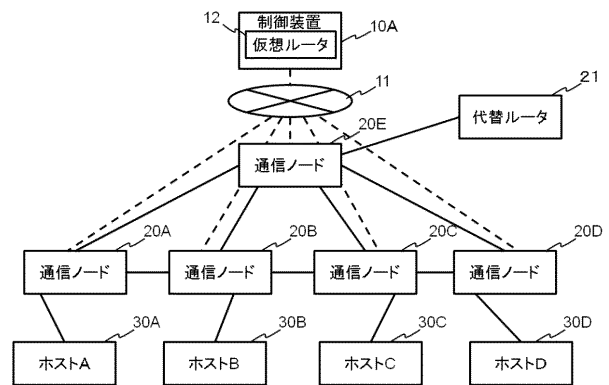 制御装置
12
仮想ルータ
10A
11
21
代替ルータ
20E
通信ノード
20A
20B
20C
20D
通信ノード
通信ノード
通信ノード
通信ノード
30A
30B
30C
30D
ホストA
ホストB
ホストC
ホストD